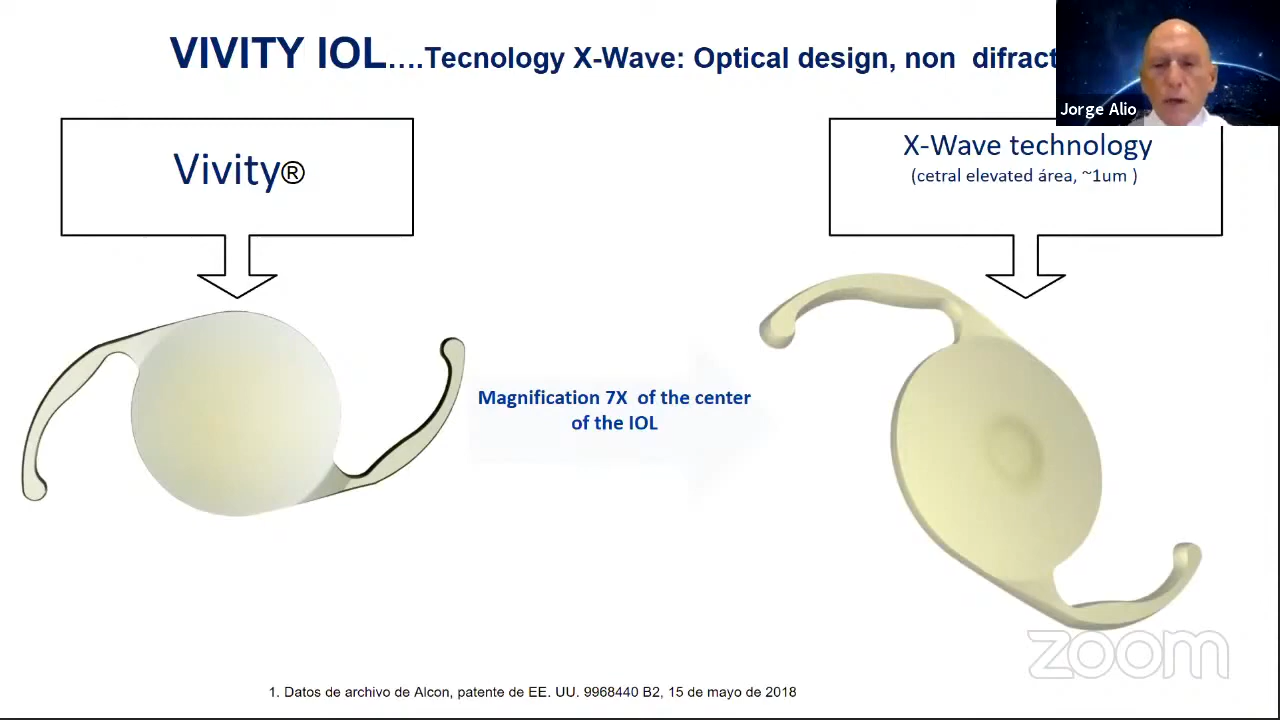 VIVITY IOL....Tecnology X-Wave: Optical design, non difract
Jorge Alio
Vivity®
X-Wave technology
(cetral elevated área, ~1um )
Magnification 7X of the center
of the IOL
zoom
1. Datos de archivo de Alcon, patente de EE. UU. 9968440 B2, 15 de mayo de 2018